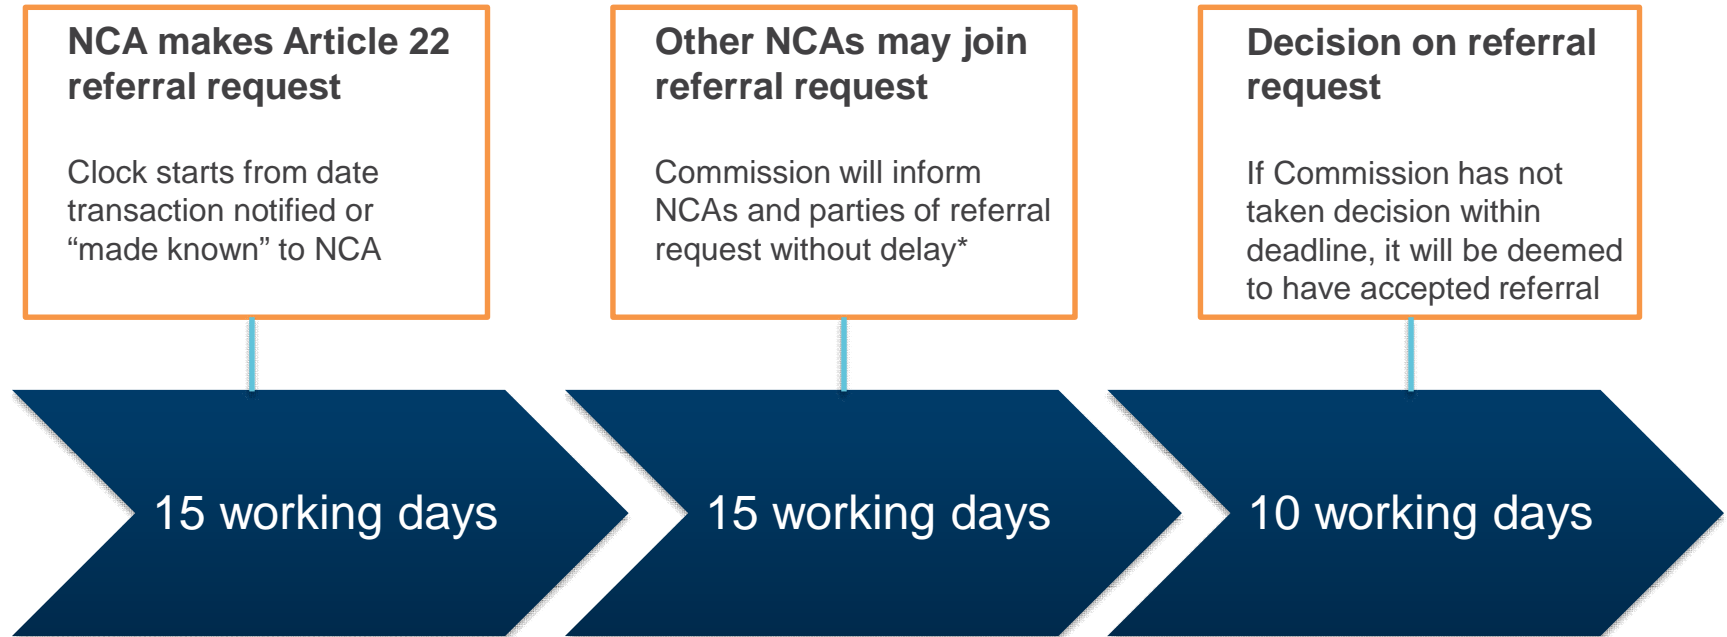 NCA makes Article 22
referral request
Clock starts from date
transaction notified or
“made known” to NCA
Other NCAs may join
referral request
Commission will inform
NCAs and parties of referral
request without delay*
Decision on referral
request
If Commission has not
taken decision within
deadline, it will be deemed
to have accepted referral
15 working days
15 working days
10 working days